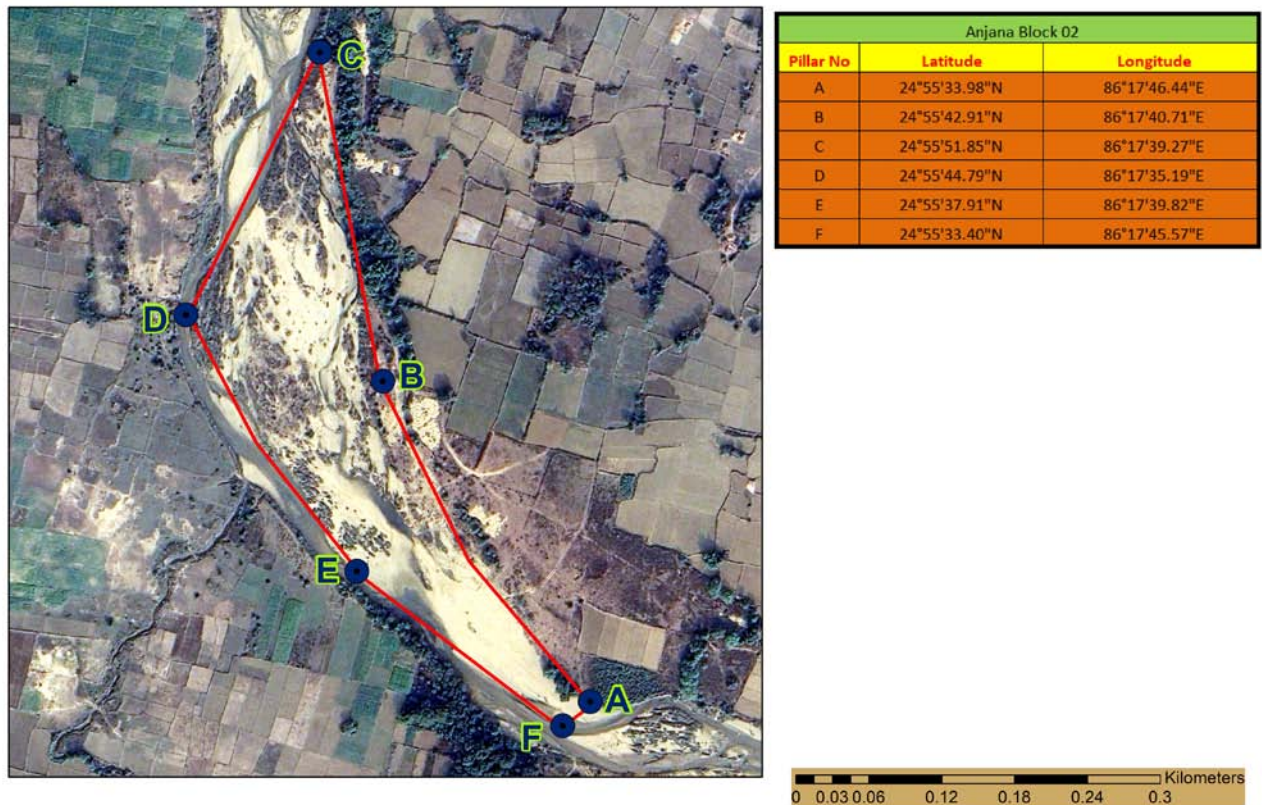 C
D
B
E
A
F
Anjana Block 02
Pillar No Latitude Longitude
A 24°55'33.98"N 86°17'46.44"E
B 24°55'42.91"N 86°17'40.71"E
C 24°55'51.85"N 86°17'39.27"E
D 24°55'44.79"N 86°17'35.19"E
E 24°55'37.91"N 86°17'39.82"E
F 24°55'33.40"N 86°17'45.57"E
Kilometers
0 0.03 0.06 0.12 0.18 0.24 0.3